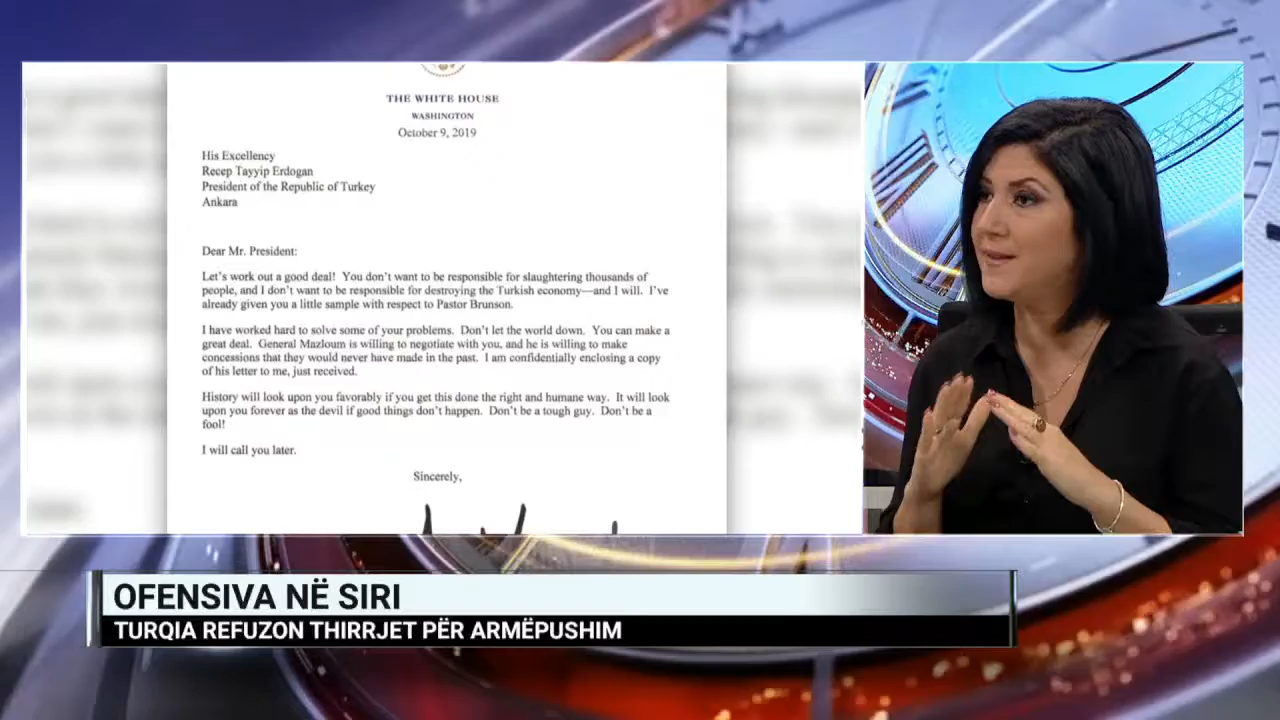 THE WHITE HOUSE
WASHINGTON
October 9, 2019
His Excellency
Recep Tayyip Erdogan
President of the Republic of Turkey
Ankara
Dear Mr. President:
Let's work out a good deal! You don't want to be responsible for slaughtering thousands of
people, and I don't want to be responsible for destroying the Turkish economy—and I will. I've
already given you a little sample with respect to Pastor Brunson.
I have worked hard to solve some of your problems. Don't let the world down. You can make a
great deal. General Mazloum is willing to negotiate with you, and he is willing to make
concessions that they would never have made in the past. I am confidentially enclosing a copy
of his letter to me, just received.
History will look upon you favorably if you get this done the right and humane way. It will look
upon you forever as the devil if good things don't happen. Don't be a tough guy. Don't be a
fool!
I will call you later.
Sincerely,
OFENSIVA NË SIRI
TURQIA REFUZON THIRRJET PËR ARMËPUSHIM